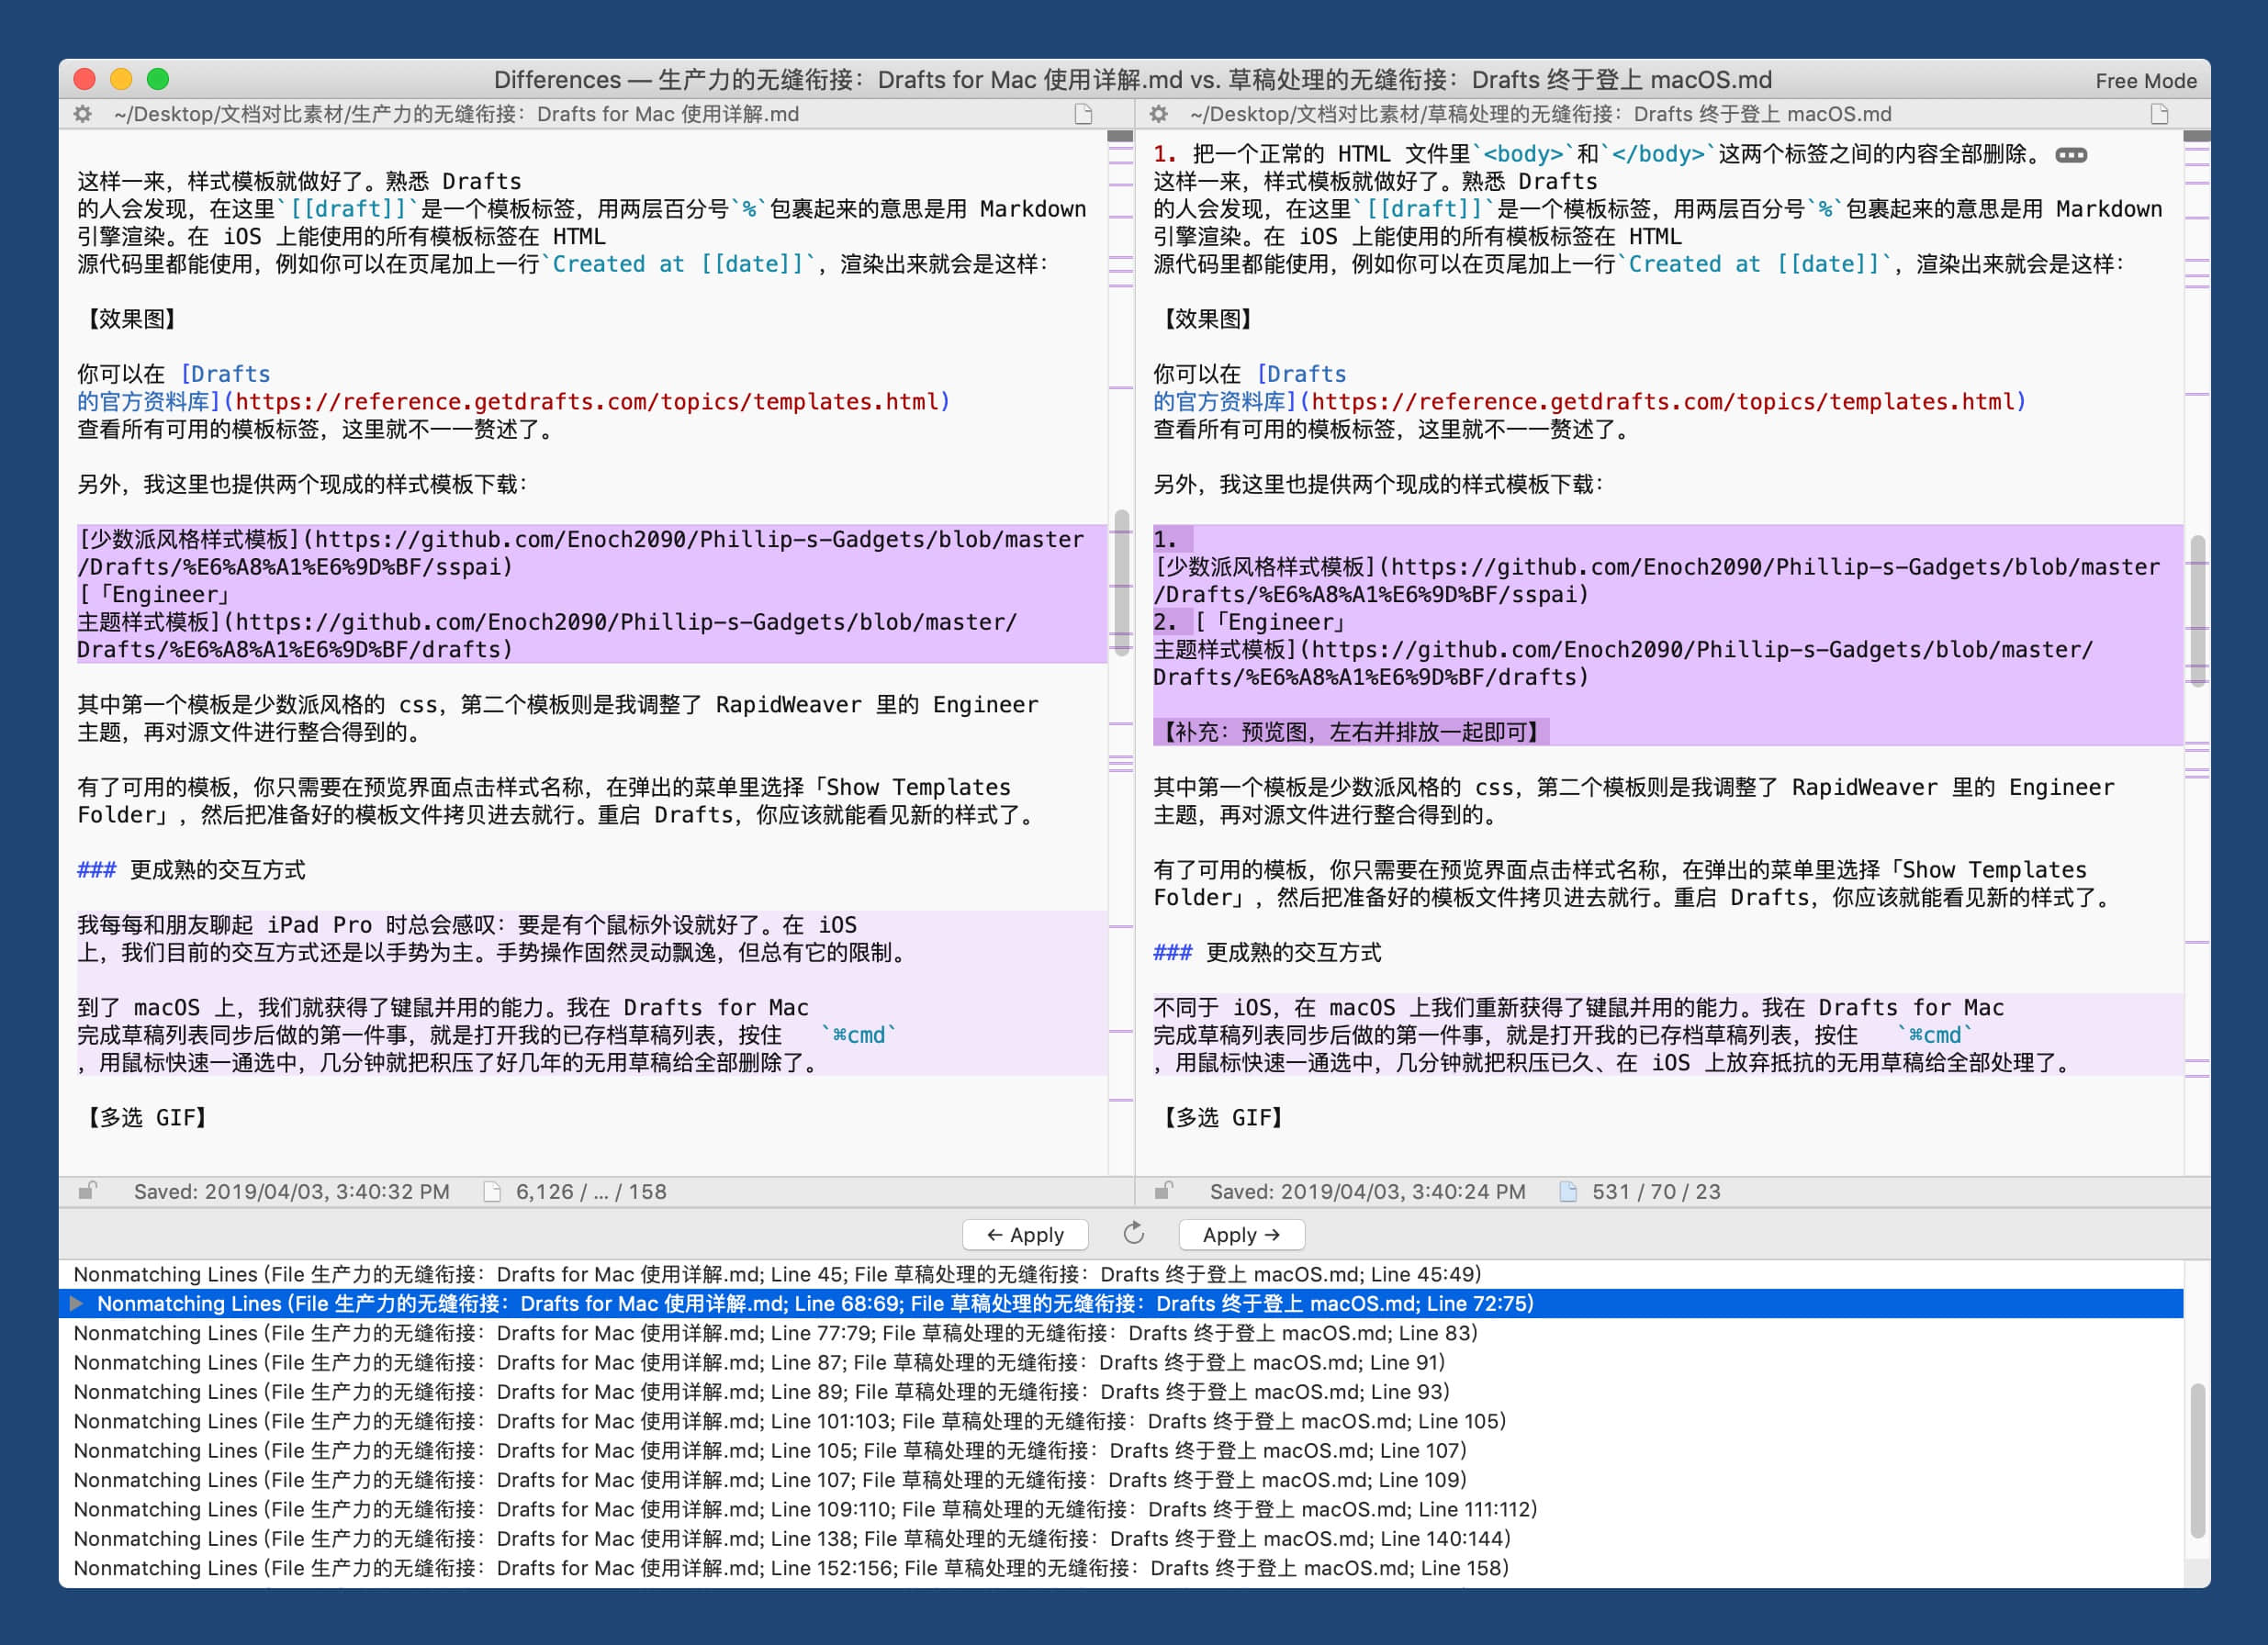 Differences — 生产力的无缝衔接：Drafts for Mac 使用详解.md vs. 草稿处理的无缝衔接：Drafts 终于登上 macOS.md
Free Mode
~/Desktop/文档对比素材/生产力的无缝衔接：Drafts for Mac 使用详解.md
这样一来，样式模板就做好了。熟悉 Drafts
的人会发现，在这里`[[draft]]`是一个模板标签，用两层百分号`%`包裹起来的意思是用 Markdown
引擎渲染。在 iOS 上能使用的所有模板标签在 HTML
源代码里都能使用，例如你可以在页尾加上一行`Created at [[date]]`，渲染出来就会是这样：
【效果图】
你可以在 [Drafts
的官方资料库](https://reference.getdrafts.com/topics/templates.html)
查看所有可用的模板标签，这里就不一一赘述了。
另外，我这里也提供两个现成的样式模板下载：
[少数派风格样式模板](https://github.com/Enoch2090/Phillip-s-Gadgets/blob/master
/Drafts/%E6%A8%A1%E6%9D%BF/sspai)
[「Engineer」
主题样式模板](https://github.com/Enoch2090/Phillip-s-Gadgets/blob/master/
Drafts/%E6%A8%A1%E6%9D%BF/drafts)
其中第一个模板是少数派风格的 css，第二个模板则是我调整了 RapidWeaver 里的 Engineer
主题，再对源文件进行整合得到的。
有了可用的模板，你只需要在预览界面点击样式名称，在弹出的菜单里选择「Show Templates
Folder」，然后把准备好的模板文件拷贝进去就行。重启 Drafts，你应该就能看见新的样式了。
### 更成熟的交互方式
我每每和朋友聊起 iPad Pro 时总会感叹：要是有个鼠标外设就好了。在 iOS
上，我们目前的交互方式还是以手势为主。手势操作固然灵动飘逸，但总有它的限制。
到了 macOS 上，我们就获得了键鼠并用的能力。我在 Drafts for Mac
完成草稿列表同步后做的第一件事，就是打开我的已存档草稿列表，按住 `⌘cmd`
，用鼠标快速一通选中，几分钟就把积压了好几年的无用草稿给全部删除了。
【多选 GIF】
Saved: 2019/04/03, 3:40:32 PM 6,126 / … / 158
~/Desktop/文档对比素材/草稿处理的无缝衔接：Drafts 终于登上 macOS.md
1. 把一个正常的 HTML 文件里`<body>`和`</body>`这两个标签之间的内容全部删除。
这样一来，样式模板就做好了。熟悉 Drafts
的人会发现，在这里`[[draft]]`是一个模板标签，用两层百分号`%`包裹起来的意思是用 Markdown
引擎渲染。在 iOS 上能使用的所有模板标签在 HTML
源代码里都能使用，例如你可以在页尾加上一行`Created at [[date]]`，渲染出来就会是这样：
【效果图】
你可以在 [Drafts
的官方资料库](https://reference.getdrafts.com/topics/templates.html)
查看所有可用的模板标签，这里就不一一赘述了。
另外，我这里也提供两个现成的样式模板下载：
1.
[少数派风格样式模板](https://github.com/Enoch2090/Phillip-s-Gadgets/blob/master
/Drafts/%E6%A8%A1%E6%9D%BF/sspai)
2. [「Engineer」
主题样式模板](https://github.com/Enoch2090/Phillip-s-Gadgets/blob/master/
Drafts/%E6%A8%A1%E6%9D%BF/drafts)
【补充：预览图，左右并排放一起即可】
其中第一个模板是少数派风格的 css，第二个模板则是我调整了 RapidWeaver 里的 Engineer
主题，再对源文件进行整合得到的。
有了可用的模板，你只需要在预览界面点击样式名称，在弹出的菜单里选择「Show Templates
Folder」，然后把准备好的模板文件拷贝进去就行。重启 Drafts，你应该就能看见新的样式了。
### 更成熟的交互方式
不同于 iOS，在 macOS 上我们重新获得了键鼠并用的能力。我在 Drafts for Mac
完成草稿列表同步后做的第一件事，就是打开我的已存档草稿列表，按住 `⌘cmd`
，用鼠标快速一通选中，几分钟就把积压已久、在 iOS 上放弃抵抗的无用草稿给全部处理了。
【多选 GIF】
Saved: 2019/04/03, 3:40:24 PM 531 / 70 / 23
← Apply
Apply →
Nonmatching Lines (File 生产力的无缝衔接：Drafts for Mac 使用详解.md; Line 45; File 草稿处理的无缝衔接：Drafts 终于登上 macOS.md; Line 45:49)
Nonmatching Lines (File 生产力的无缝衔接：Drafts for Mac 使用详解.md; Line 68:69; File 草稿处理的无缝衔接：Drafts 终于登上 macOS.md; Line 72:75)
Nonmatching Lines (File 生产力的无缝衔接：Drafts for Mac 使用详解.md; Line 77:79; File 草稿处理的无缝衔接：Drafts 终于登上 macOS.md; Line 83)
Nonmatching Lines (File 生产力的无缝衔接：Drafts for Mac 使用详解.md; Line 87; File 草稿处理的无缝衔接：Drafts 终于登上 macOS.md; Line 91)
Nonmatching Lines (File 生产力的无缝衔接：Drafts for Mac 使用详解.md; Line 89; File 草稿处理的无缝衔接：Drafts 终于登上 macOS.md; Line 93)
Nonmatching Lines (File 生产力的无缝衔接：Drafts for Mac 使用详解.md; Line 101:103; File 草稿处理的无缝衔接：Drafts 终于登上 macOS.md; Line 105)
Nonmatching Lines (File 生产力的无缝衔接：Drafts for Mac 使用详解.md; Line 105; File 草稿处理的无缝衔接：Drafts 终于登上 macOS.md; Line 107)
Nonmatching Lines (File 生产力的无缝衔接：Drafts for Mac 使用详解.md; Line 107; File 草稿处理的无缝衔接：Drafts 终于登上 macOS.md; Line 109)
Nonmatching Lines (File 生产力的无缝衔接：Drafts for Mac 使用详解.md; Line 109:110; File 草稿处理的无缝衔接：Drafts 终于登上 macOS.md; Line 111:112)
Nonmatching Lines (File 生产力的无缝衔接：Drafts for Mac 使用详解.md; Line 138; File 草稿处理的无缝衔接：Drafts 终于登上 macOS.md; Line 140:144)
Nonmatching Lines (File 生产力的无缝衔接：Drafts for Mac 使用详解.md; Line 152:156; File 草稿处理的无缝衔接：Drafts 终于登上 macOS.md; Line 158)